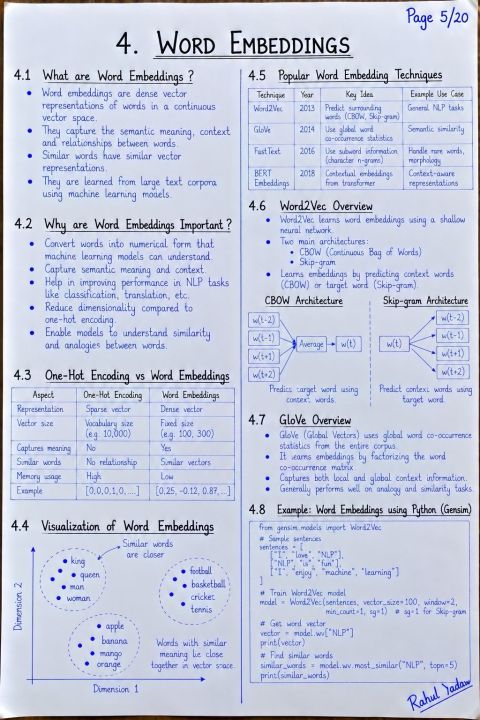 Page 5/20
4. WORD EMBEDDINGS
4.1 What are Word Embeddings ?
• Word embeddings are dense vector
representations of words in a continuous
vector space.
• They capture the semantic meaning, context
and relationships between words.
• Similar words have similar vector
representations.
• They are learned from large text corpora
using machine learning models.
4.2 Why are Word Embeddings Important ?
• Convert words into numerical form that
machine learning models can understand.
• Capture semantic meaning and context.
• Help in improving performance in NLP tasks
like classification, translation, etc.
• Reduce dimensionality compared to
one-hot encoding.
• Enable models to understand similarity
and analogies between words.
4.3 One-Hot Encoding vs Word Embeddings
Aspect One-Hot Encoding Word Embeddings
Representation Sparse vector Dense vector
Vector size Vocabulary size Fixed size
(e.g. 10,000) (e.g. 100, 300)
Captures meaning No Yes
Similar words No relationship Similar vectors
Memory usage High Low
Example [0,0,0,1,0, ....] [0.25, -0.12, 0.87, ...]
4.4 Visualization of Word Embeddings
Similar words
are closer
king
queen
man
woman
football
basketball
cricket
tennis
apple
banana
mango
orange
Words with similar
meaning lie close
together in vector space.
Dimension 2
Dimension 1
4.5 Popular Word Embedding Techniques
Technique Year Key Idea Example Use Case
Word2Vec 2013 Predict surrounding General NLP tasks
words (CBOW, Skip-gram)
GloVe 2014 Use global word Semantic similarity
co-occurrence statistics
FastText 2016 Use subword information Handle rare words,
(character n-grams) morphology
BERT 2018 Contextual embeddings Context-aware
Embeddings from transformer representations
4.6 Word2Vec Overview
• Word2Vec learns word embeddings using a shallow
neural network.
• Two main architectures:
• CBOW (Continuous Bag of Words)
• Skip-gram
• Learns embeddings by predicting context words
(CBOW) or target word (Skip-gram).
CBOW Architecture
w(t-2)
w(t-1)
w(t+1)
w(t+2)
Average
w(t)
Predicts target word using
context words.
Skip-gram Architecture
w(t)
w(t-2)
w(t-1)
w(t+1)
w(t+2)
Predict context words using
target word.
4.7 GloVe Overview
• GloVe (Global Vectors) uses global word co-occurrence
statistics from the entire corpus.
• It learns embeddings by factorizing the word
co-occurrence matrix
• Captures both local and global context information.
• Generally performs well on analogy and similarity tasks.
4.8 Example: Word Embeddings using Python (Gensim)
from gensim.models import Word2Vec
# Sample sentences
sentences = [
["I", "love", "NLP"],
["NLP", "is", "fun"],
["I", "enjoy", "machine", "learning"]
]
# Train Word2Vec model
model = Word2Vec(sentences, vector_size=100, window=2,
min_count=1, sg=1) # sg=1 for Skip-gram
# Get word vector
vector = model.wv["NLP"]
print(vector)
# Find similar words
similar_words = model.wv.most_similar("NLP", topn=5)
print(similar_words)
Rahul Yadaw